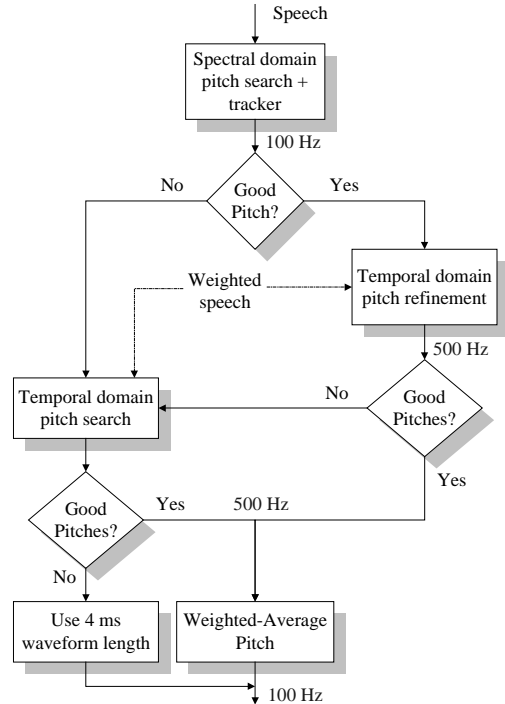 Speech
Spectral domain
pitch search +
tracker
100 Hz
No
Good
Pitch?
Yes
Weighted
speech
Temporal domain
pitch refinement
500 Hz
Temporal domain
pitch search
No
Good
Pitches?
Yes
Good
Pitches?
Yes
500 Hz
No
Use 4 ms
waveform length
Weighted-Average
Pitch
100 Hz